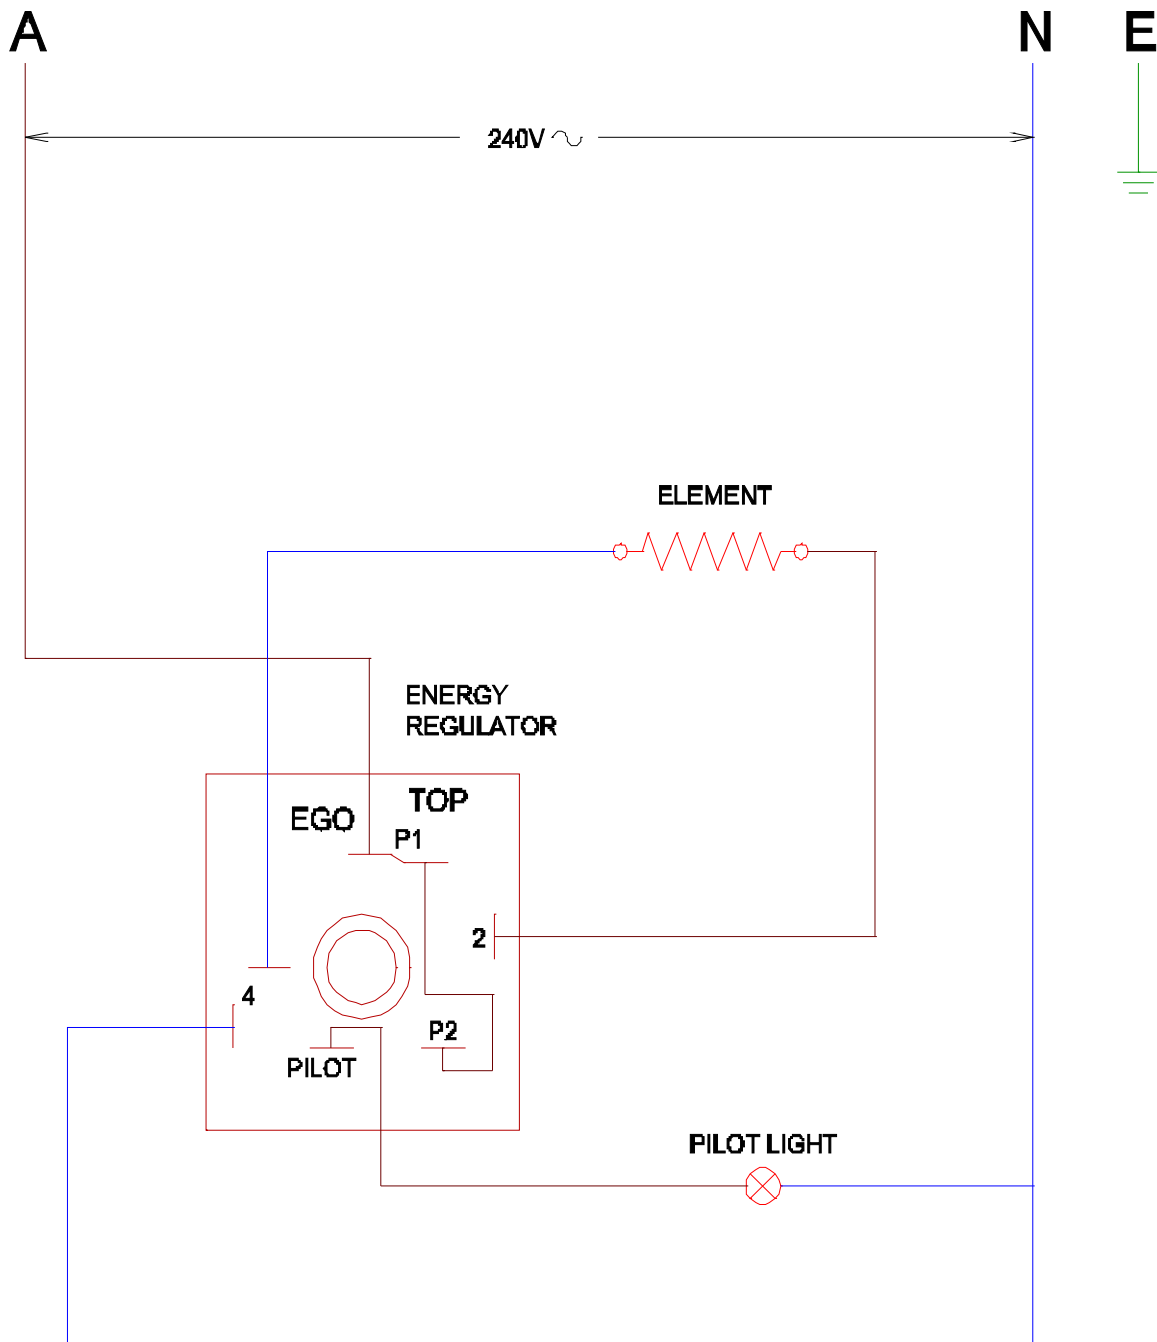 A N E
240V
ELEMENT
ENERGY
REGULATOR
EGO TOP
P1
2
4
P2
PILOT
PILOT LIGHT